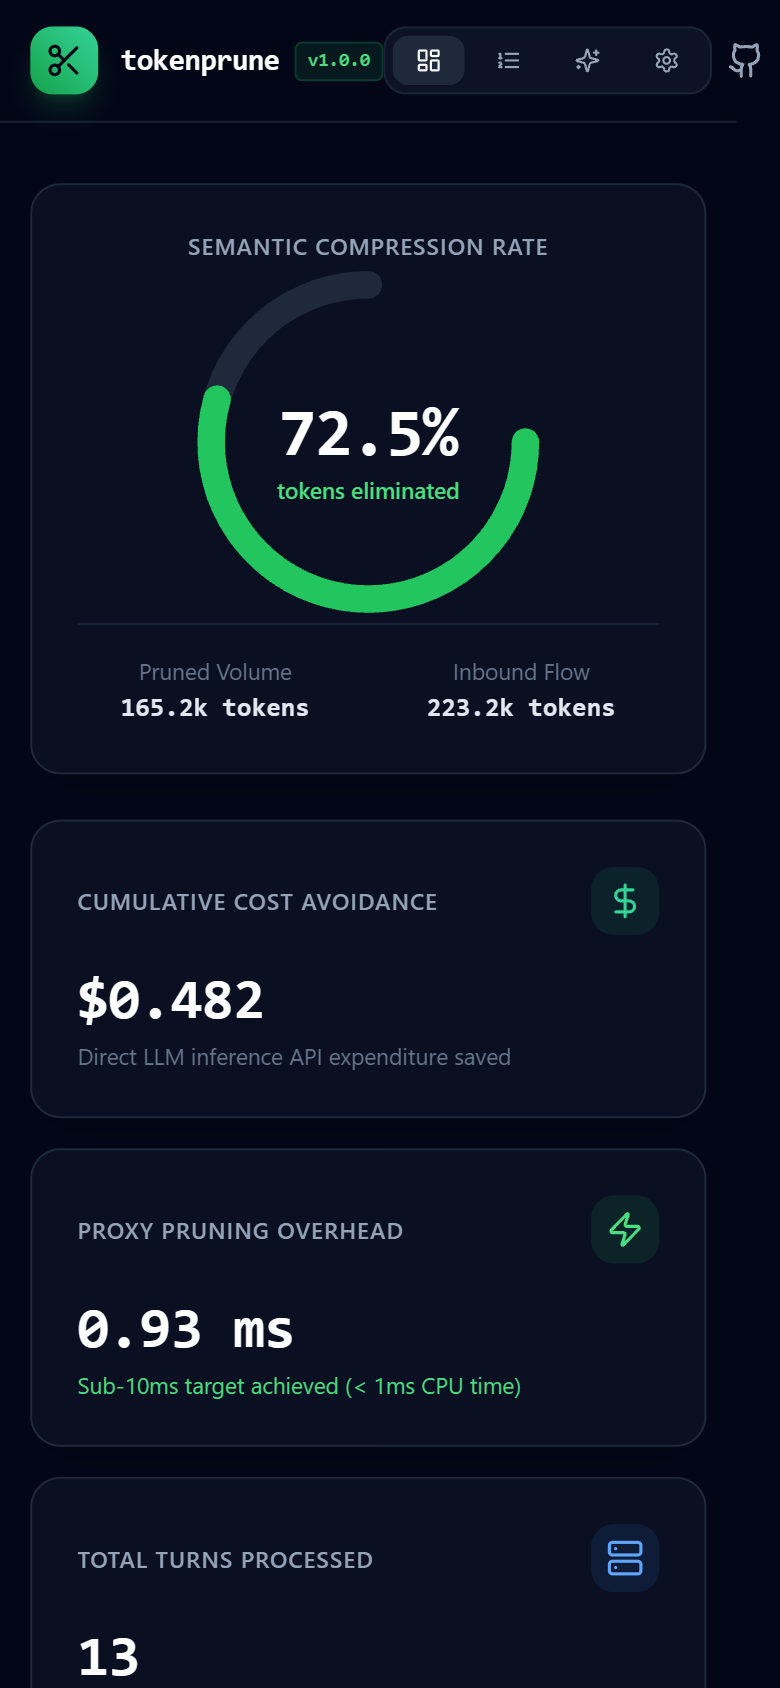 tokenprune v1.0.0
SEMANTIC COMPRESSION RATE
72.5%
tokens eliminated
Pruned Volume
165.2k tokens
Inbound Flow
223.2k tokens
CUMULATIVE COST AVOIDANCE
$0.482
Direct LLM inference API expenditure saved
PROXY PRUNING OVERHEAD
0.93 ms
Sub-10ms target achieved (< 1ms CPU time)
TOTAL TURNS PROCESSED
13